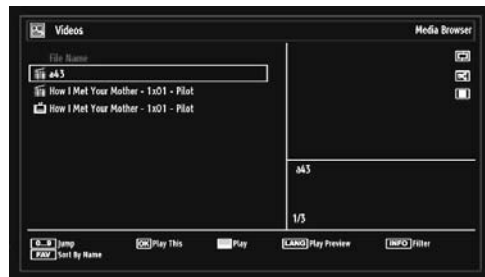 Videos
Media Browser
File Name
a43
How I Met Your Mother - 1x01 - Pilot
How I Met Your Mother - 1x01 - Pilot
a43
1/3
0...9 Jump OK Play This Play LANG Play Preview INFO Filter
FAV Sort By Name